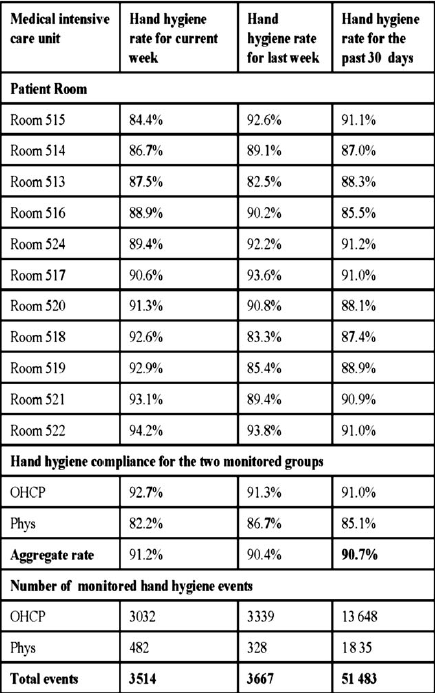 Medical intensive care unit | Hand hygiene rate for current week | Hand hygiene rate for last week | Hand hygiene rate for the past 30 days
Patient Room
Room 515 | 84.4% | 92.6% | 91.1%
Room 514 | 86.7% | 89.1% | 87.0%
Room 513 | 87.5% | 82.5% | 88.3%
Room 516 | 88.9% | 90.2% | 85.5%
Room 524 | 89.4% | 92.2% | 91.2%
Room 517 | 90.6% | 93.6% | 91.0%
Room 520 | 91.3% | 90.8% | 88.1%
Room 518 | 92.6% | 83.3% | 87.4%
Room 519 | 92.9% | 85.4% | 88.9%
Room 521 | 93.1% | 89.4% | 90.9%
Room 522 | 94.2% | 93.8% | 91.0%
Hand hygiene compliance for the two monitored groups
OHCP | 92.7% | 91.3% | 91.0%
Phys | 82.2% | 86.7% | 85.1%
Aggregate rate | 91.2% | 90.4% | 90.7%
Number of monitored hand hygiene events
OHCP | 3032 | 3339 | 13 648
Phys | 482 | 328 | 18 35
Total events | 3514 | 3667 | 51 483